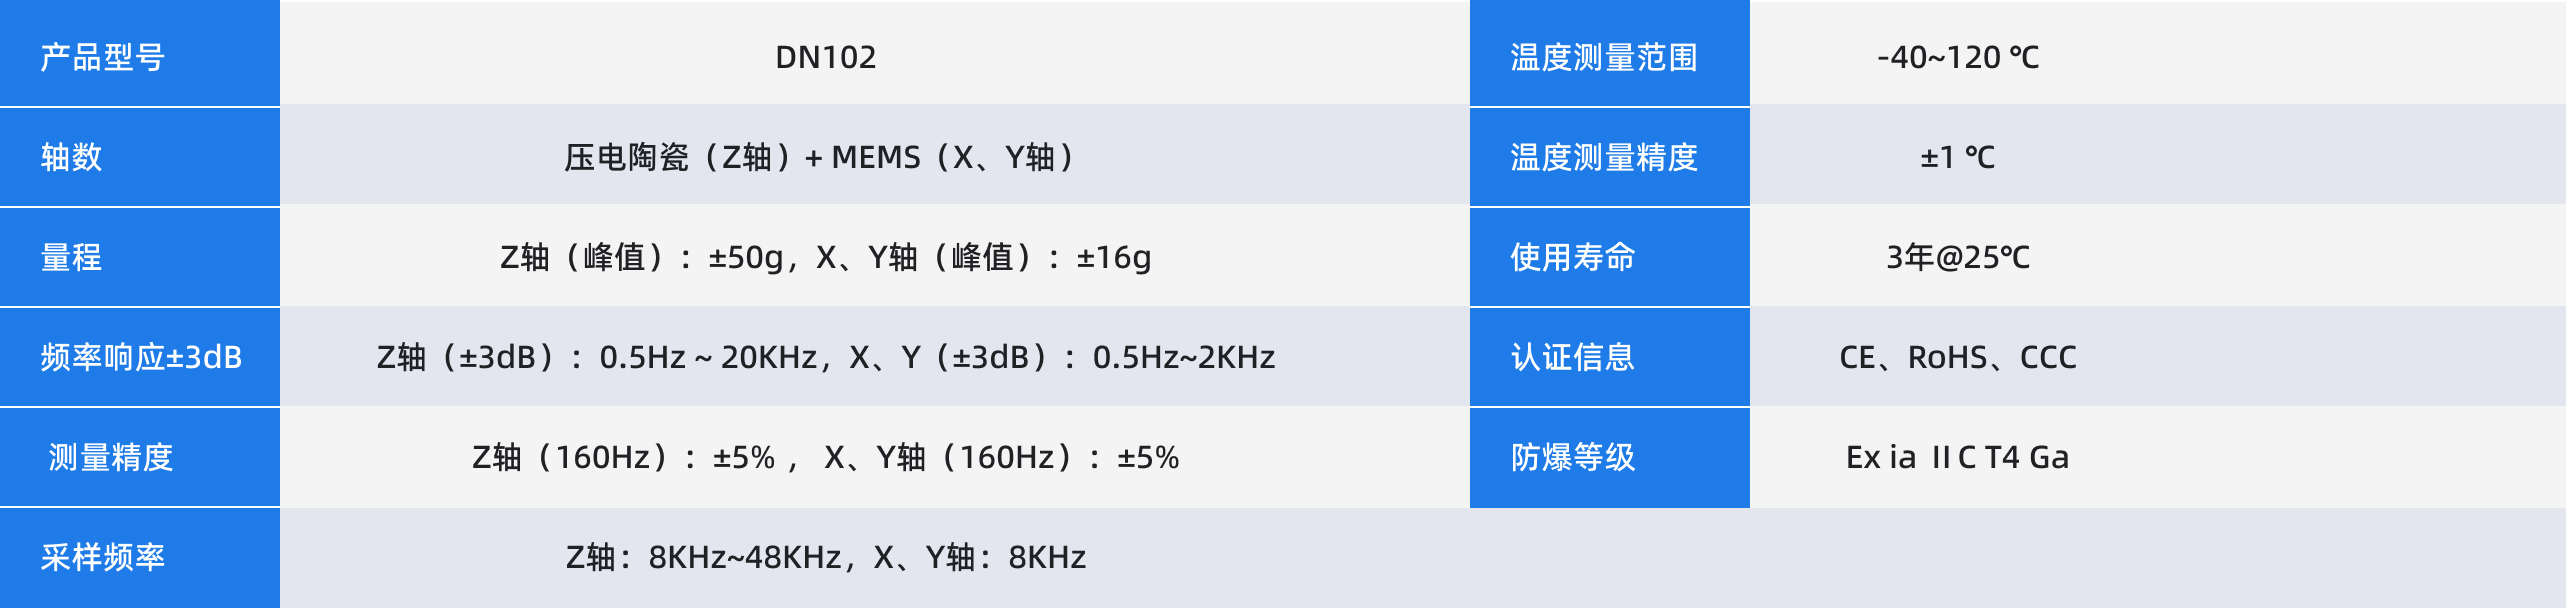 产品型号 DN102 温度测量范围 -40~120 ℃
轴数 压电陶瓷（Z轴）+ MEMS（X、Y轴） 温度测量精度 ±1 ℃
量程 Z轴（峰值）：±50g，X、Y轴（峰值）：±16g 使用寿命 3年@25℃
频率响应±3dB Z轴（±3dB）：0.5Hz ~ 20KHz，X、Y（±3dB）：0.5Hz~2KHz 认证信息 CE、RoHS、CCC
测量精度 Z轴（160Hz）：±5% ， X、Y轴（160Hz）：±5% 防爆等级 Ex ia II C T4 Ga
采样频率 Z轴：8KHz~48KHz，X、Y轴：8KHz